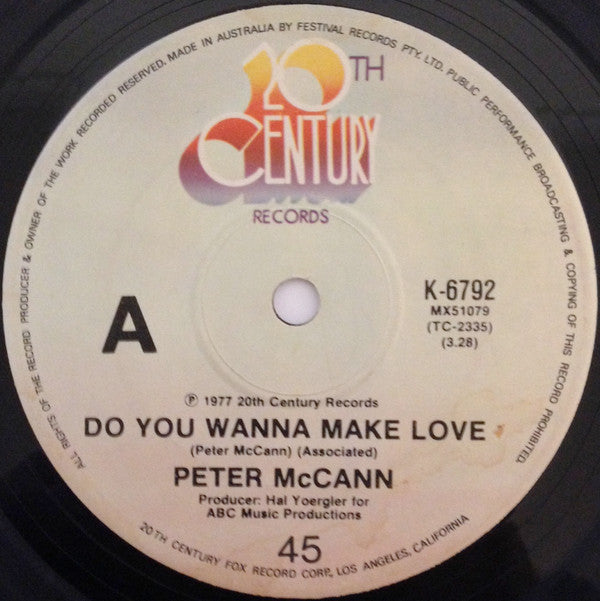 ALL RIGHTS OF THE RECORD PRODUCER & OWNER OF THE WORK RECORDED RESERVED. MADE IN AUSTRALIA BY FESTIVAL RECORDS PTY. LTD. PUBLIC PERFORMANCE BROADCASTING & COPYING OF THIS RECORD PROHIBITED.
20TH
CENTURY
RECORDS
A
K-6792
MX51079
(TC-2335)
(3.28)
℗ 1977 20th Century Records
DO YOU WANNA MAKE LOVE
(Peter McCann) (Associated)
PETER McCANN
Producer: Hal Yoergler for
ABC Music Productions
45
20TH CENTURY FOX RECORD CORP., LOS ANGELES, CALIFORNIA